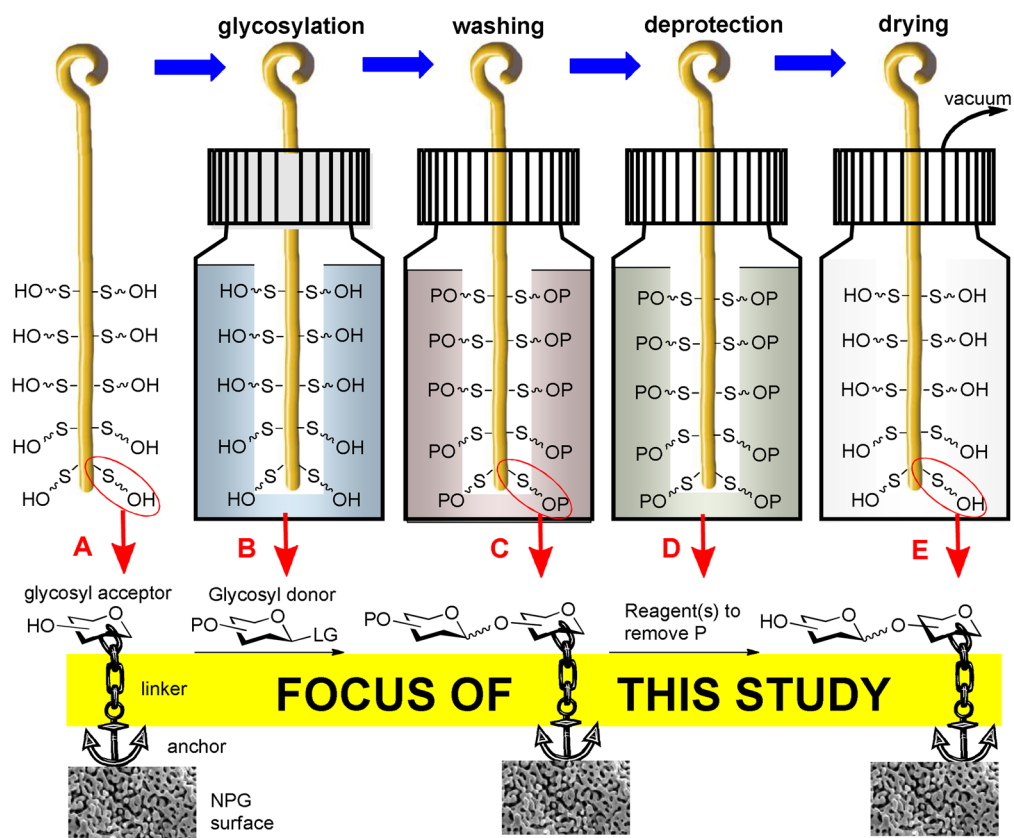 glycosylation
washing
deprotection
drying
vacuum
HO S S OH
HO S S OH
HO S S OH
HO S S OH
HO S S OH
HO S S OH
HO S S OH
HO S S OH
HO S S OH
HO S S OH
PO S S OP
PO S S OP
PO S S OP
PO S S OP
PO S S OP
PO S S OP
PO S S OP
PO S S OP
PO S S OP
PO S S OP
HO S S OH
HO S S OH
HO S S OH
HO S S OH
HO S S OH
A
B
C
D
E
glycosyl acceptor
HO O
Glycosyl donor
PO O LG
PO O O O
Reagent(s) to
remove P
HO O O O
linker
FOCUS OF THIS STUDY
anchor
NPG
surface